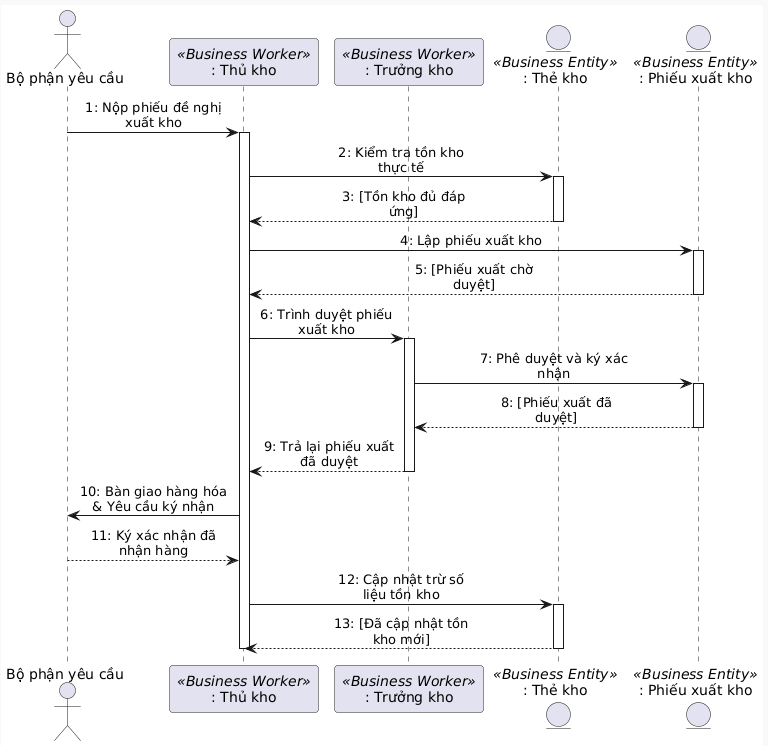 Bộ phận yêu cầu
«Business Worker»
: Thủ kho
«Business Worker»
: Trưởng kho
«Business Entity»
: Thẻ kho
«Business Entity»
: Phiếu xuất kho
1: Nộp phiếu đề nghị
xuất kho
2: Kiểm tra tồn kho
thực tế
3: [Tồn kho đủ đáp
ứng]
4: Lập phiếu xuất kho
5: [Phiếu xuất chờ
duyệt]
6: Trình duyệt phiếu
xuất kho
7: Phê duyệt và ký xác
nhận
8: [Phiếu xuất đã
duyệt]
9: Trả lại phiếu xuất
đã duyệt
10: Bàn giao hàng hóa
& Yêu cầu ký nhận
11: Ký xác nhận đã
nhận hàng
12: Cập nhật trừ số
liệu tồn kho
13: [Đã cập nhật tồn
kho mới]
Bộ phận yêu cầu
«Business Worker»
: Thủ kho
«Business Worker»
: Trưởng kho
«Business Entity»
: Thẻ kho
«Business Entity»
: Phiếu xuất kho